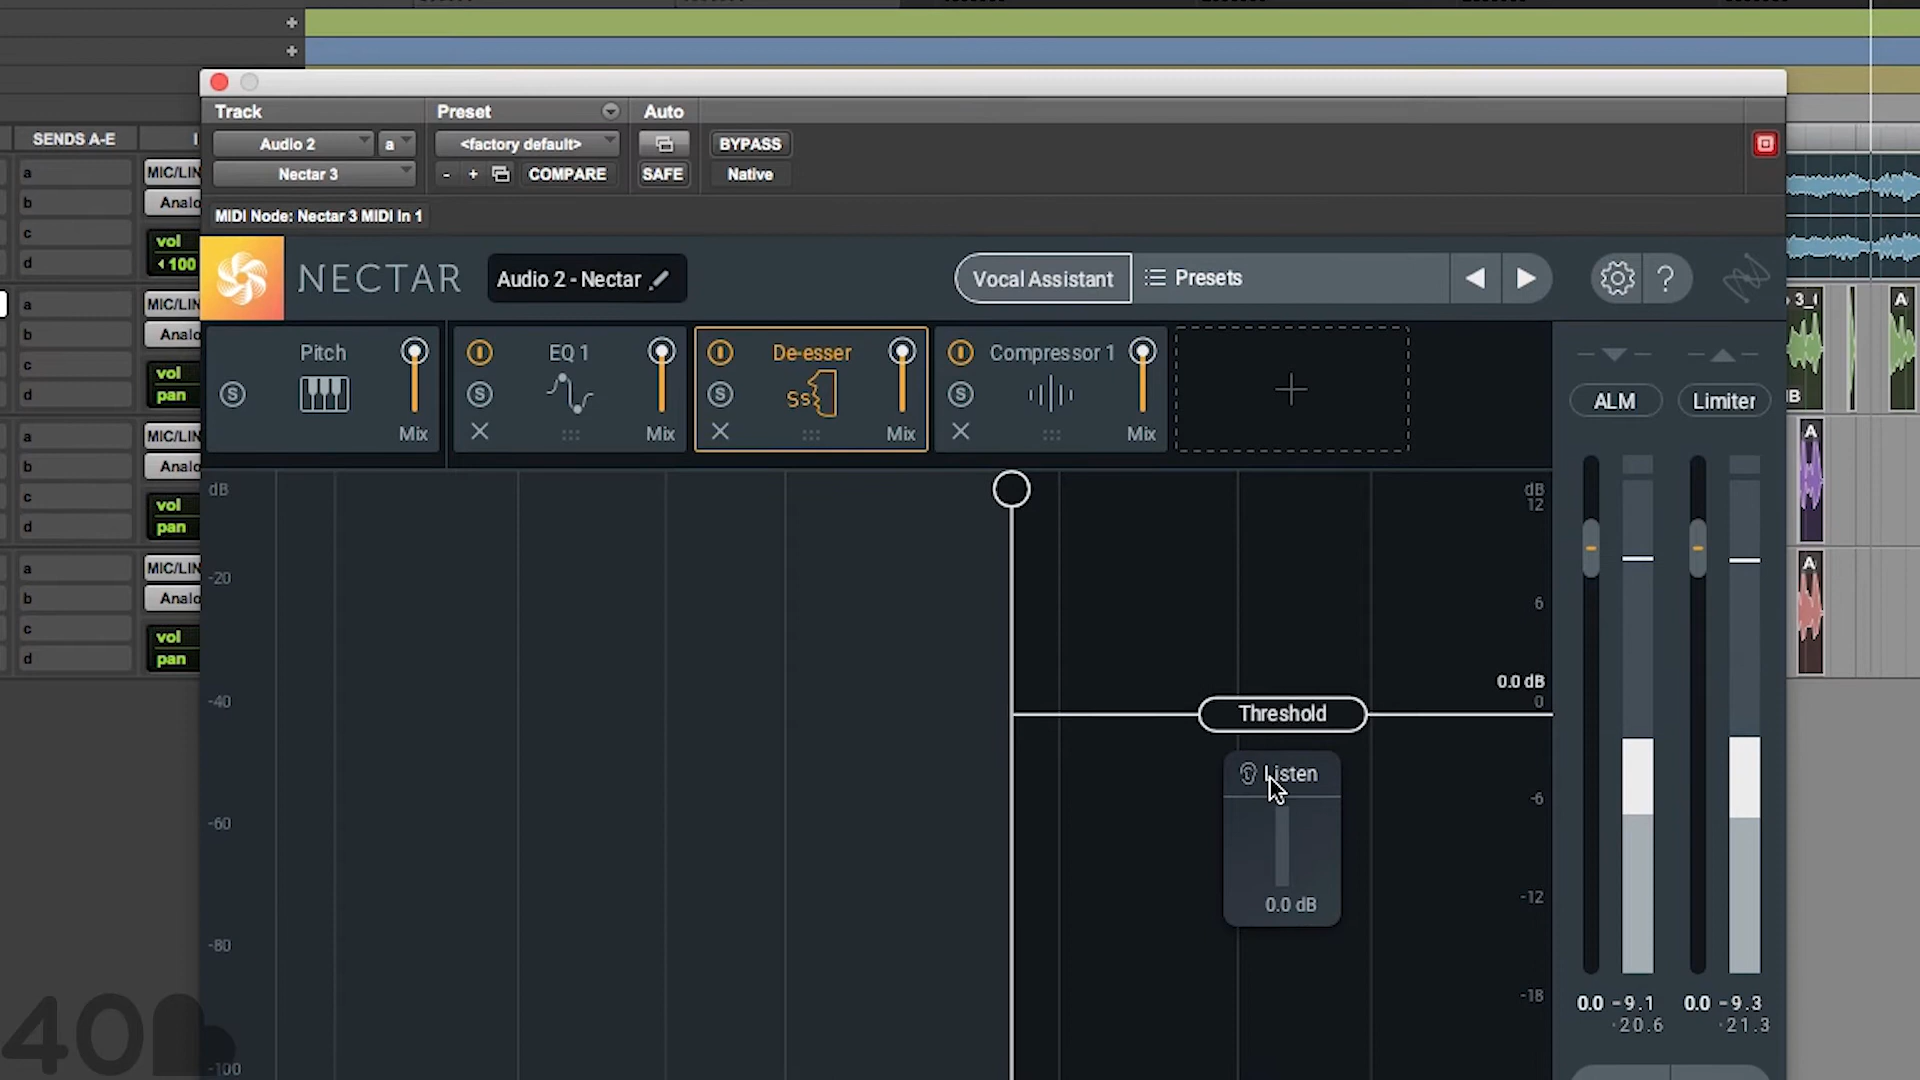 Track
Preset
Auto
SENDS A-E
Audio 2
a
<factory default>
BYPASS
Nectar 3
-
+
COMPARE
SAFE
Native
MIDI Node: Nectar 3 MIDI In 1
a
b
c
d
MIC/LIN
Analo
vol
100
NECTAR
Audio 2 - Nectar
Vocal Assistant
Presets
?
Pitch
S
Mix
EQ 1
S
Mix
De-esser
S
Ss
Mix
Compressor 1
S
Mix
+
ALM
Limiter
a
b
c
d
MIC/LIN
Analo
vol
pan
a
b
c
d
MIC/LIN
Analo
vol
pan
a
b
c
d
MIC/LIN
Analo
vol
pan
3_
A
B
A
A
dB
-20
-40
-60
-80
-100
dB
12
6
0.0 dB
0
-6
-12
-18
Threshold
Listen
0.0 dB
0.0 -9.1
-20.6
0.0 -9.3
-21.3
40